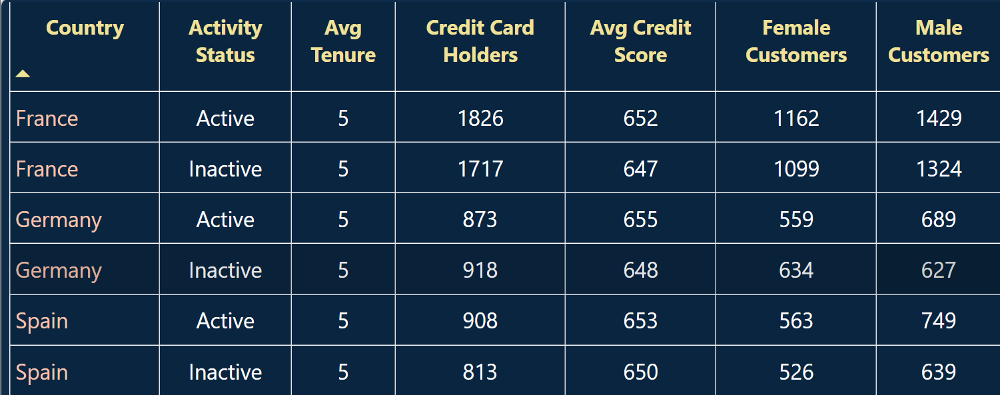 Country Activity Status Avg Tenure Credit Card Holders Avg Credit Score Female Customers Male Customers
France Active 5 1826 652 1162 1429
France Inactive 5 1717 647 1099 1324
Germany Active 5 873 655 559 689
Germany Inactive 5 918 648 634 627
Spain Active 5 908 653 563 749
Spain Inactive 5 813 650 526 639